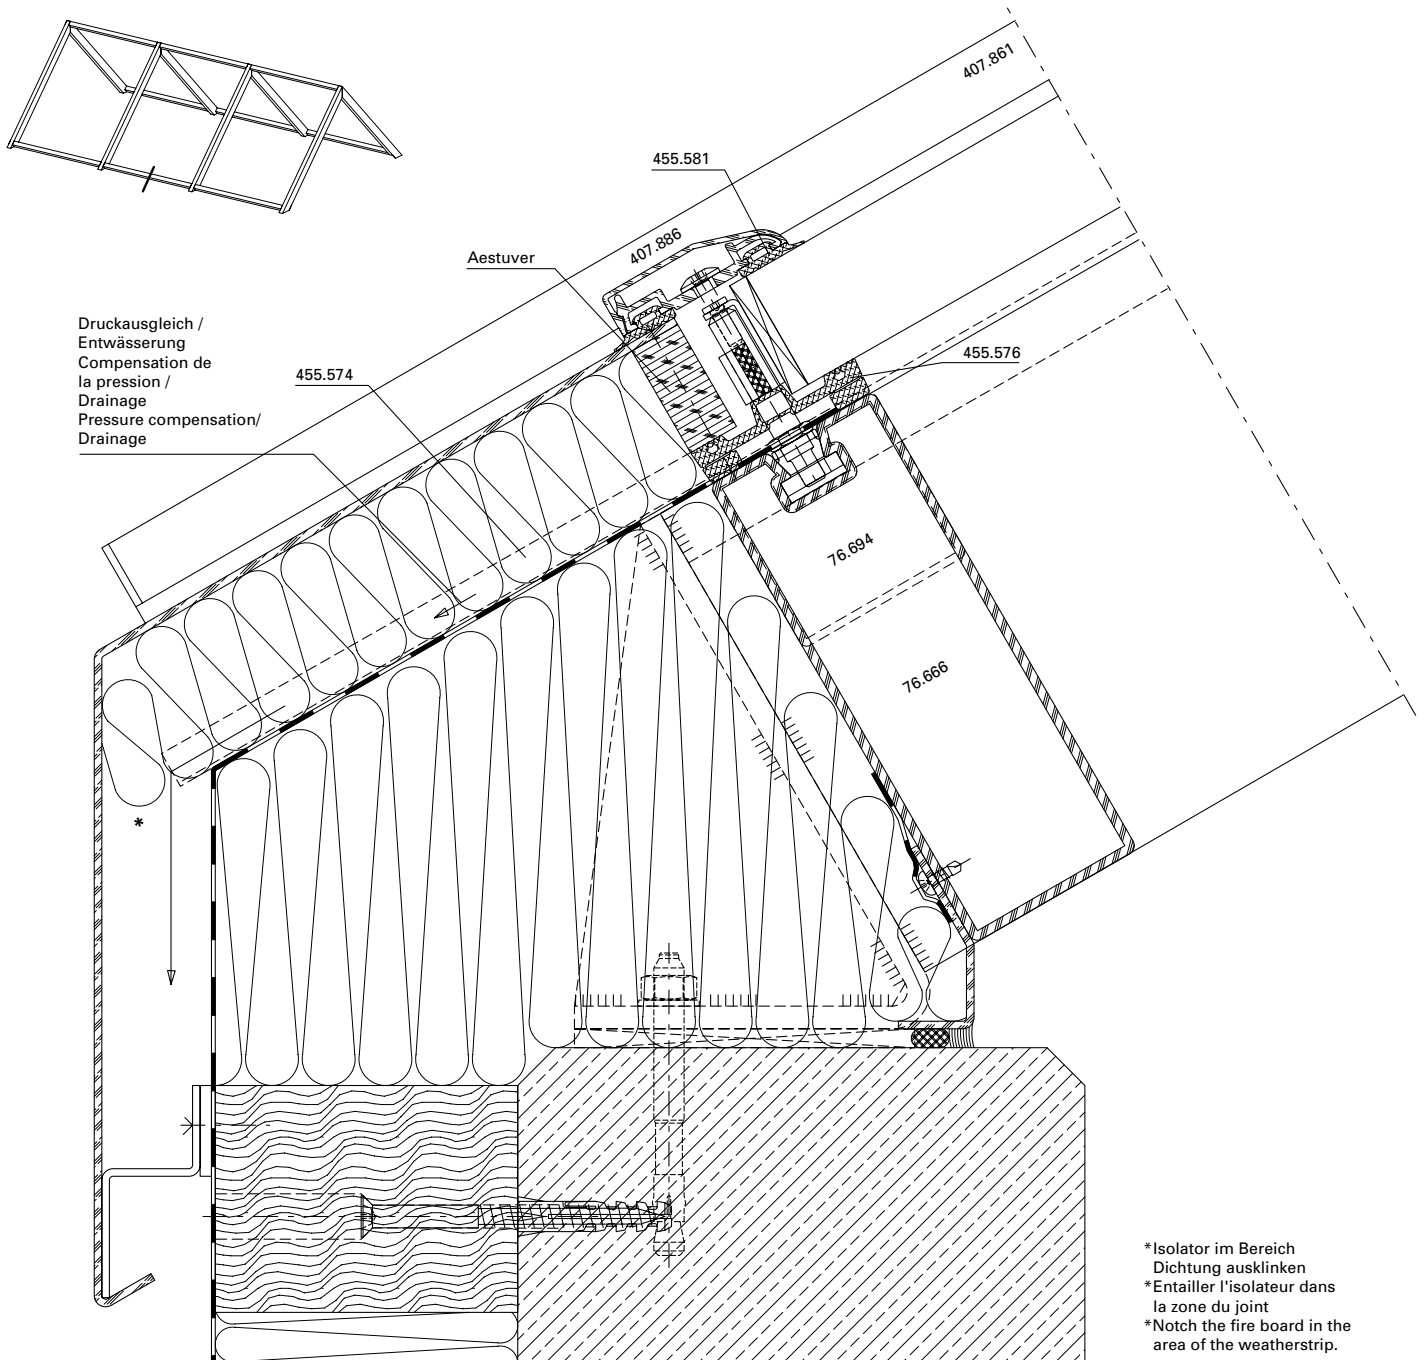 407.861
455.581
407.886
Aestuver
455.576
Druckausgleich /
Entwässerung
Compensation de
la pression /
Drainage
Pressure compensation/
Drainage
455.574
76.694
76.666
*
*Isolator im Bereich
Dichtung ausklinken
*Entailler l'isolateur dans
la zone du joint
*Notch the fire board in the
area of the weatherstrip.